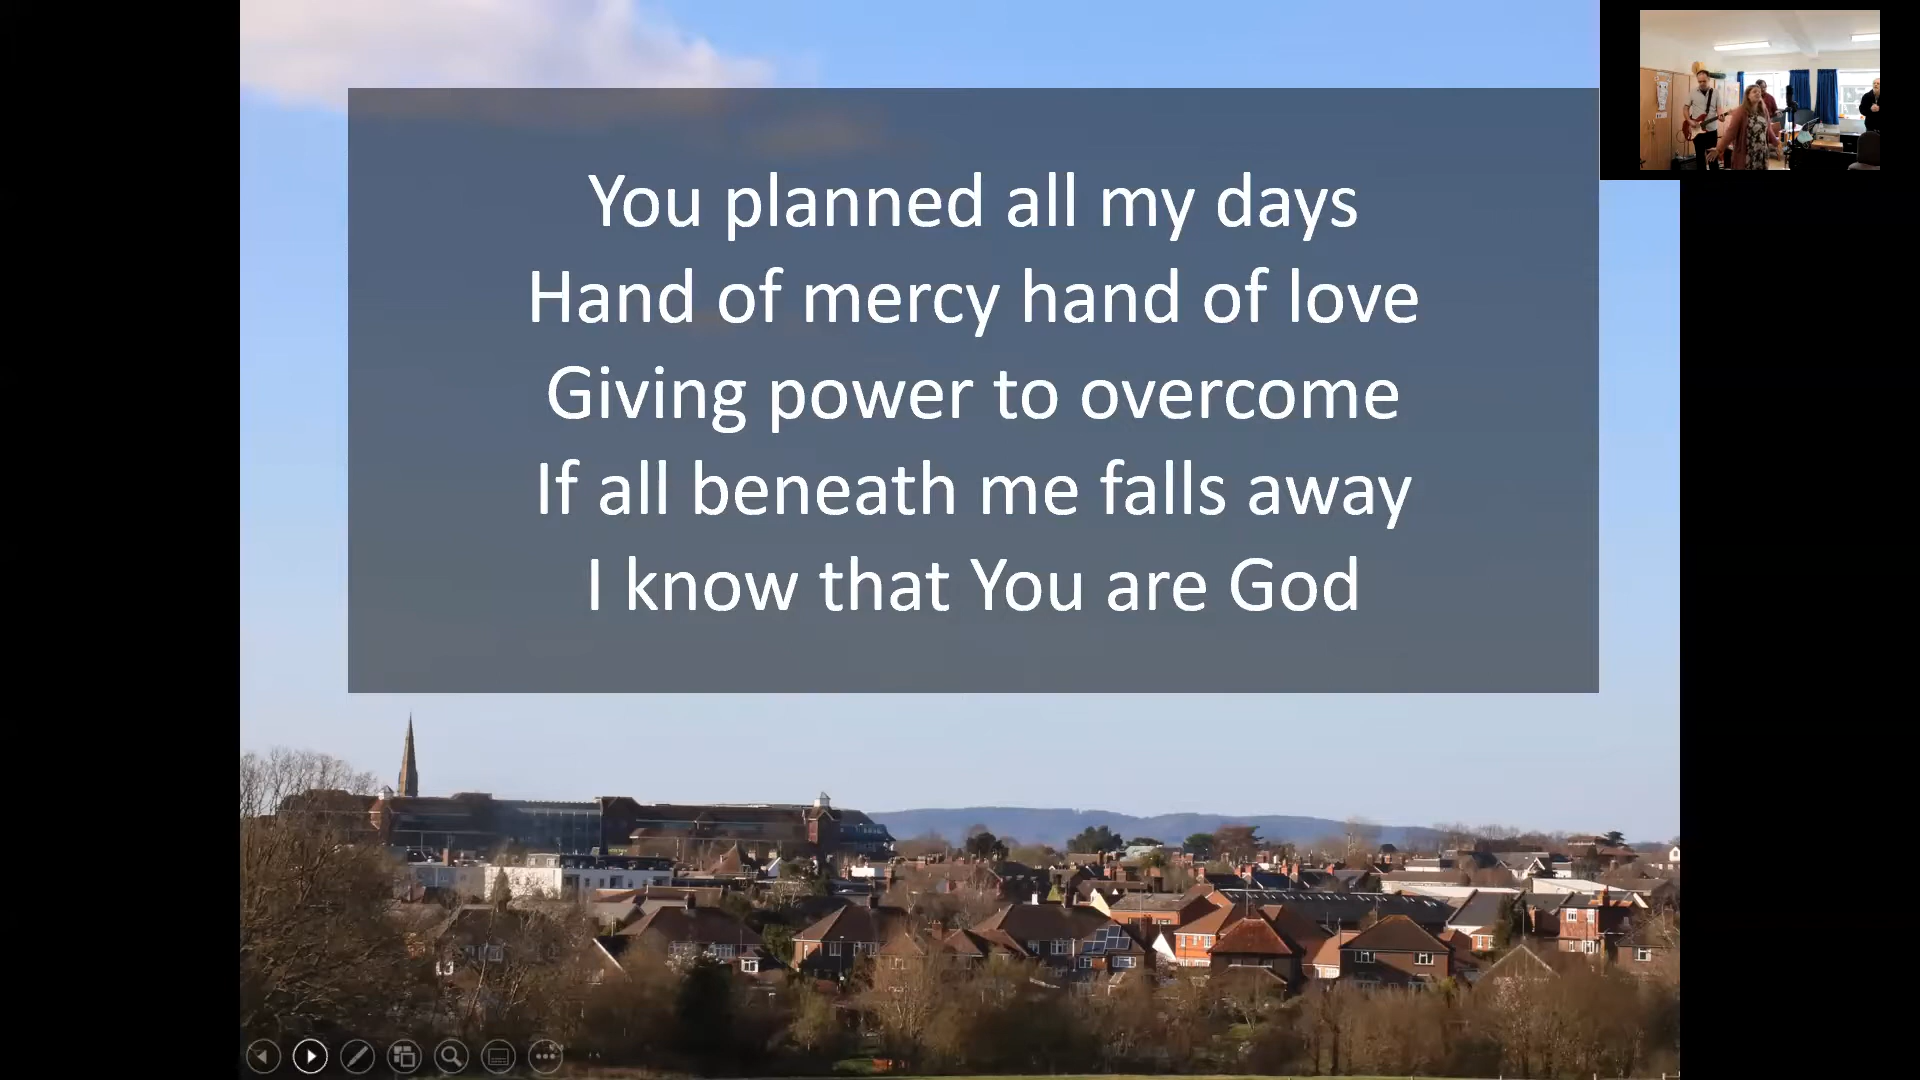 You planned all my days
Hand of mercy hand of love
Giving power to overcome
If all beneath me falls away
I know that You are God